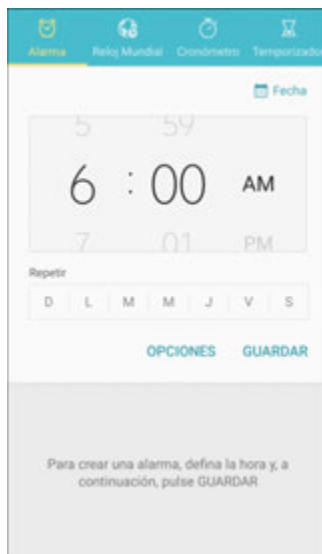 Alarma Reloj Mundial Cronómetro Temporizador
Fecha
5 59
6 : 00 AM
7 01 PM
Repetir
D L M M J V S
OPCIONES GUARDAR
Para crear una alarma, defina la hora y, a
continuación, pulse GUARDAR